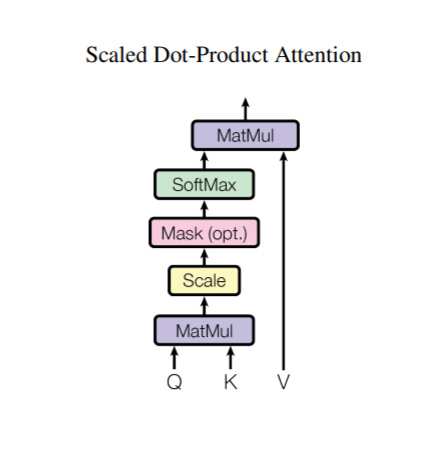 Scaled Dot-Product Attention
MatMul
SoftMax
Mask (opt.)
Scale
MatMul
Q K V